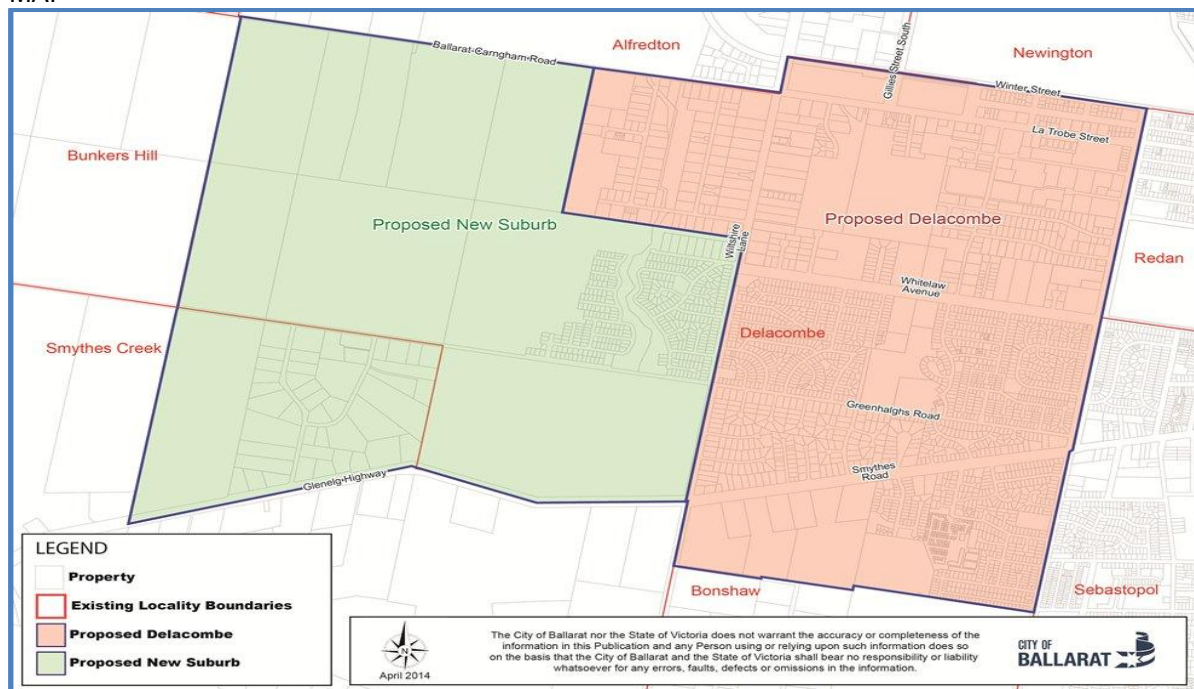 MAP
Ballarat-Carngham Road
Alfredton
Gillies Street South
Newington
Winter Street
La Trobe Street
Bunkers Hill
Proposed New Suburb
Proposed Delacombe
Wiltshire
Lane
Redan
Whitelaw
Avenue
Smythes Creek
Delacombe
Greenhalghs Road
Smythes
Road
Glenelg Highway
Bonshaw
Sebastopol
LEGEND
Property
Existing Locality Boundaries
Proposed Delacombe
Proposed New Suburb
N
April 2014
The City of Ballarat nor the State of Victoria does not warrant the accuracy or completeness of the
information in this Publication and any Person using or relying upon such information does so
on the basis that the City of Ballarat and the State of Victoria shall bear no responsibility or liability
whatsoever for any errors, faults, defects or omissions in the information.
CITY OF
BALLARAT